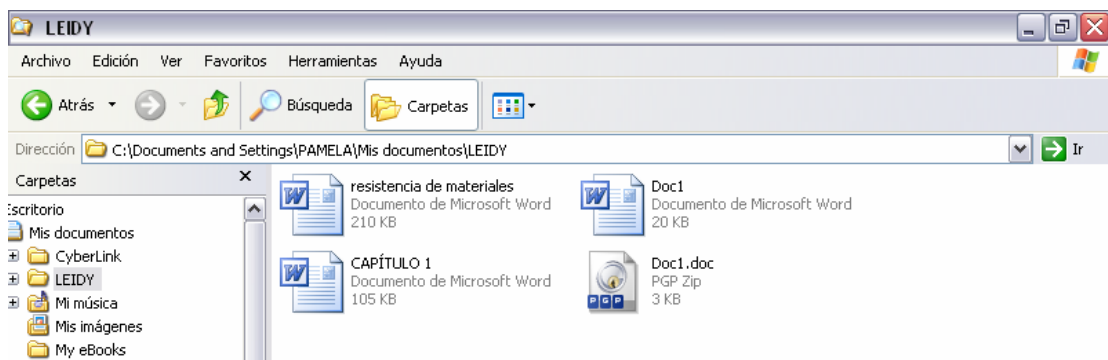 LEIDY
Archivo Edición Ver Favoritos Herramientas Ayuda
Atrás Búsqueda Carpetas
Dirección C:\Documents and Settings\PAMELA\Mis documentos\LEIDY Ir
Carpetas x
Escritorio
Mis documentos
CyberLink
LEIDY
Mi música
Mis imágenes
My eBooks
resistencia de materiales
Documento de Microsoft Word
210 KB
Doc1
Documento de Microsoft Word
20 KB
CAPÍTULO 1
Documento de Microsoft Word
105 KB
Doc1.doc
PGP Zip
3 KB
PGP